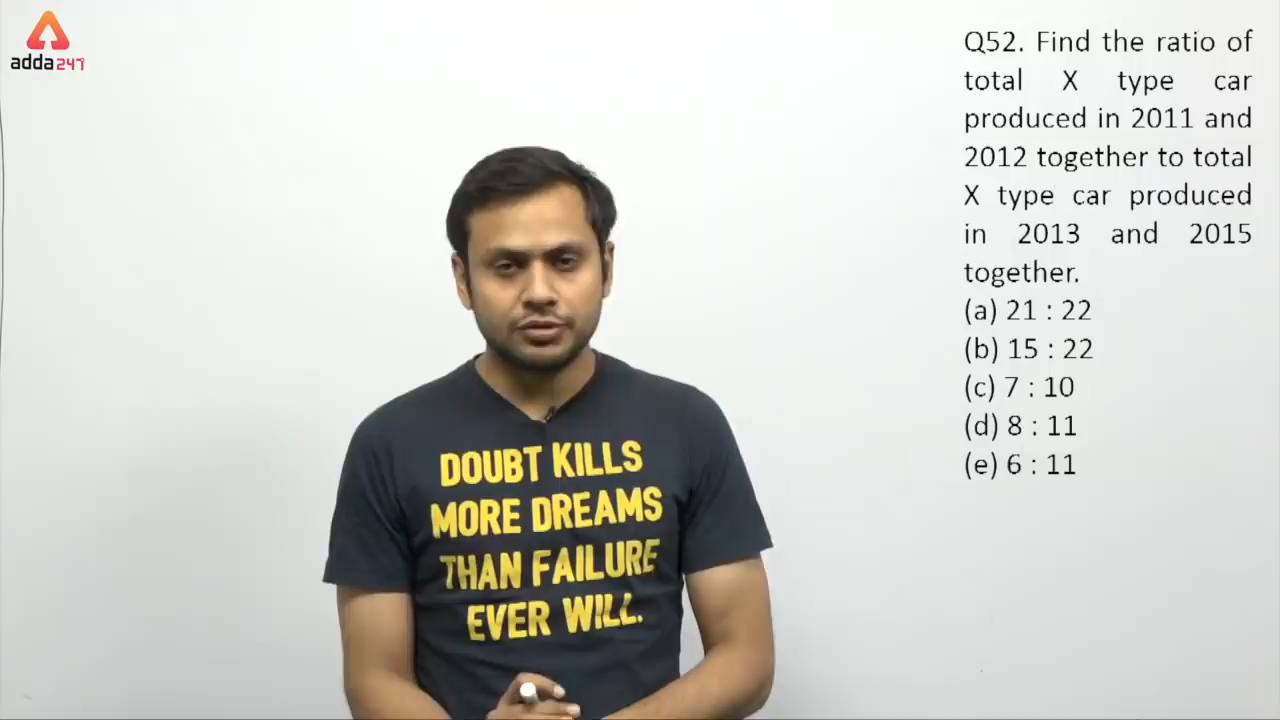 adda247
Q52. Find the ratio of
total X type car
produced in 2011 and
2012 together to total
X type car produced
in 2013 and 2015
together.
(a) 21 : 22
(b) 15 : 22
(c) 7 : 10
(d) 8 : 11
(e) 6 : 11
DOUBT KILLS
MORE DREAMS
THAN FAILURE
EVER WILL.